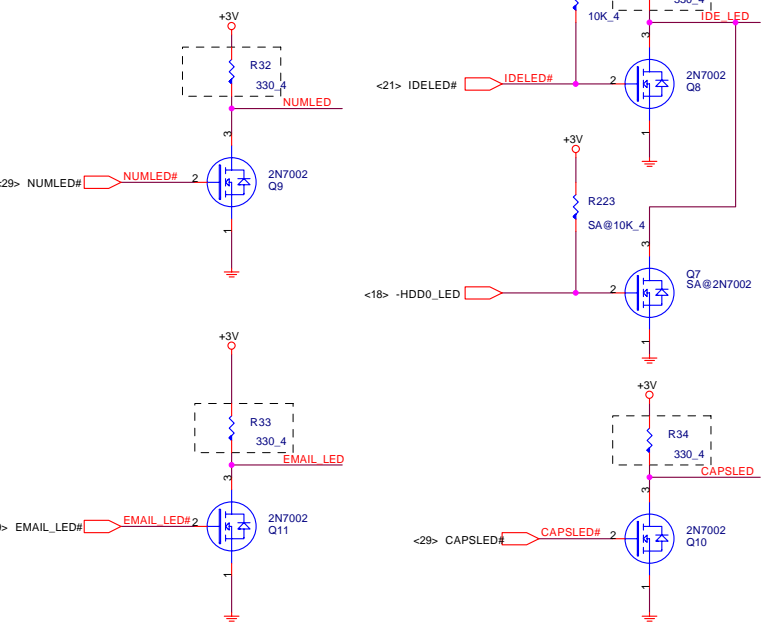 +3V
R32
330_4
NUMLED
3
<29> NUMLED#
NUMLED#
2
2N7002
Q9
1
10K_4
330_4
IDE_LED
3
<21> IDELED#
IDELED#
2
2N7002
Q8
1
+3V
R223
SA@10K_4
3
<18> -HDD0_LED
2
Q7
SA@2N7002
1
+3V
R33
330_4
EMAIL_LED
3
> EMAIL_LED#
EMAIL_LED#
2
2N7002
Q11
1
+3V
R34
330_4
CAPSLED
3
<29> CAPSLED#
CAPSLED#
2
2N7002
Q10
1